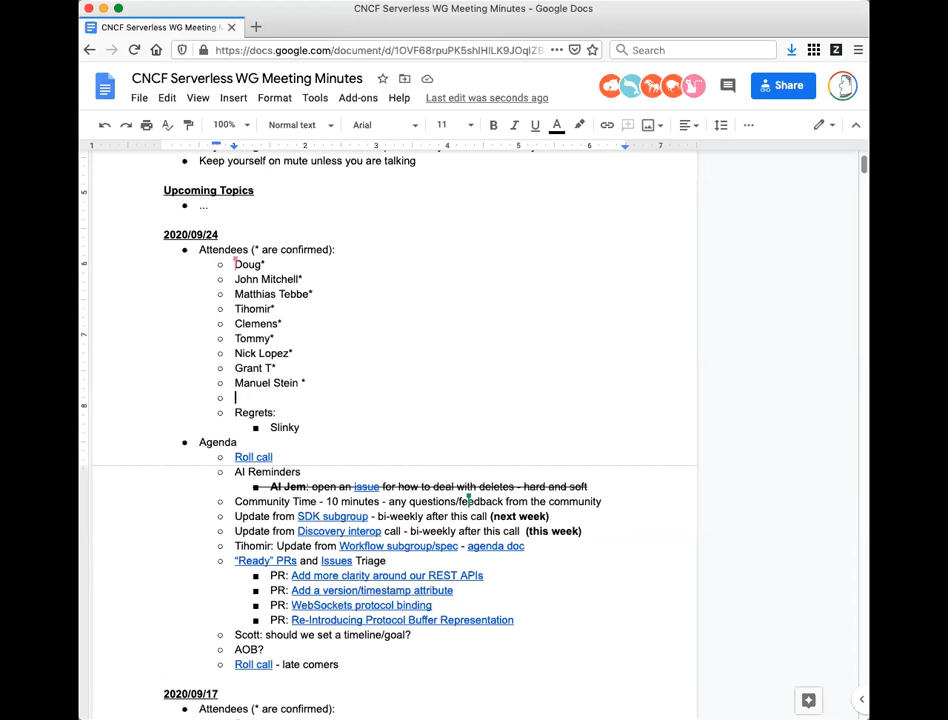 CNCF Serverless WG Meeting Minutes - Google Docs
CNCF Serverless WG Meeting
https://docs.google.com/document/d/1OVF68rpuPK5shIHILK9JOqlZB
Search
CNCF Serverless WG Meeting Minutes
File Edit View Insert Format Tools Add-ons Help Last edit was seconds ago
Share
100% Normal text Arial 11 B I U A
1 1 2 3 4 5 6 7
Keep yourself on mute unless you are talking
Upcoming Topics
...
2020/09/24
Attendees (* are confirmed):
Doug*
John Mitchell*
Matthias Tebbe*
Tihomir*
Clemens*
Tommy*
Nick Lopez*
Grant T*
Manuel Stein *
Regrets:
Slinky
Agenda
Roll call
AI Reminders
AI Jem: open an issue for how to deal with deletes - hard and soft
Community Time - 10 minutes - any questions/feedback from the community
Update from SDK subgroup - bi-weekly after this call (next week)
Update from Discovery interop call - bi-weekly after this call (this week)
Tihomir: Update from Workflow subgroup/spec - agenda doc
“Ready” PRs and Issues Triage
PR: Add more clarity around our REST APIs
PR: Add a version/timestamp attribute
PR: WebSockets protocol binding
PR: Re-Introducing Protocol Buffer Representation
Scott: should we set a timeline/goal?
AOB?
Roll call - late comers
2020/09/17
Attendees (* are confirmed):